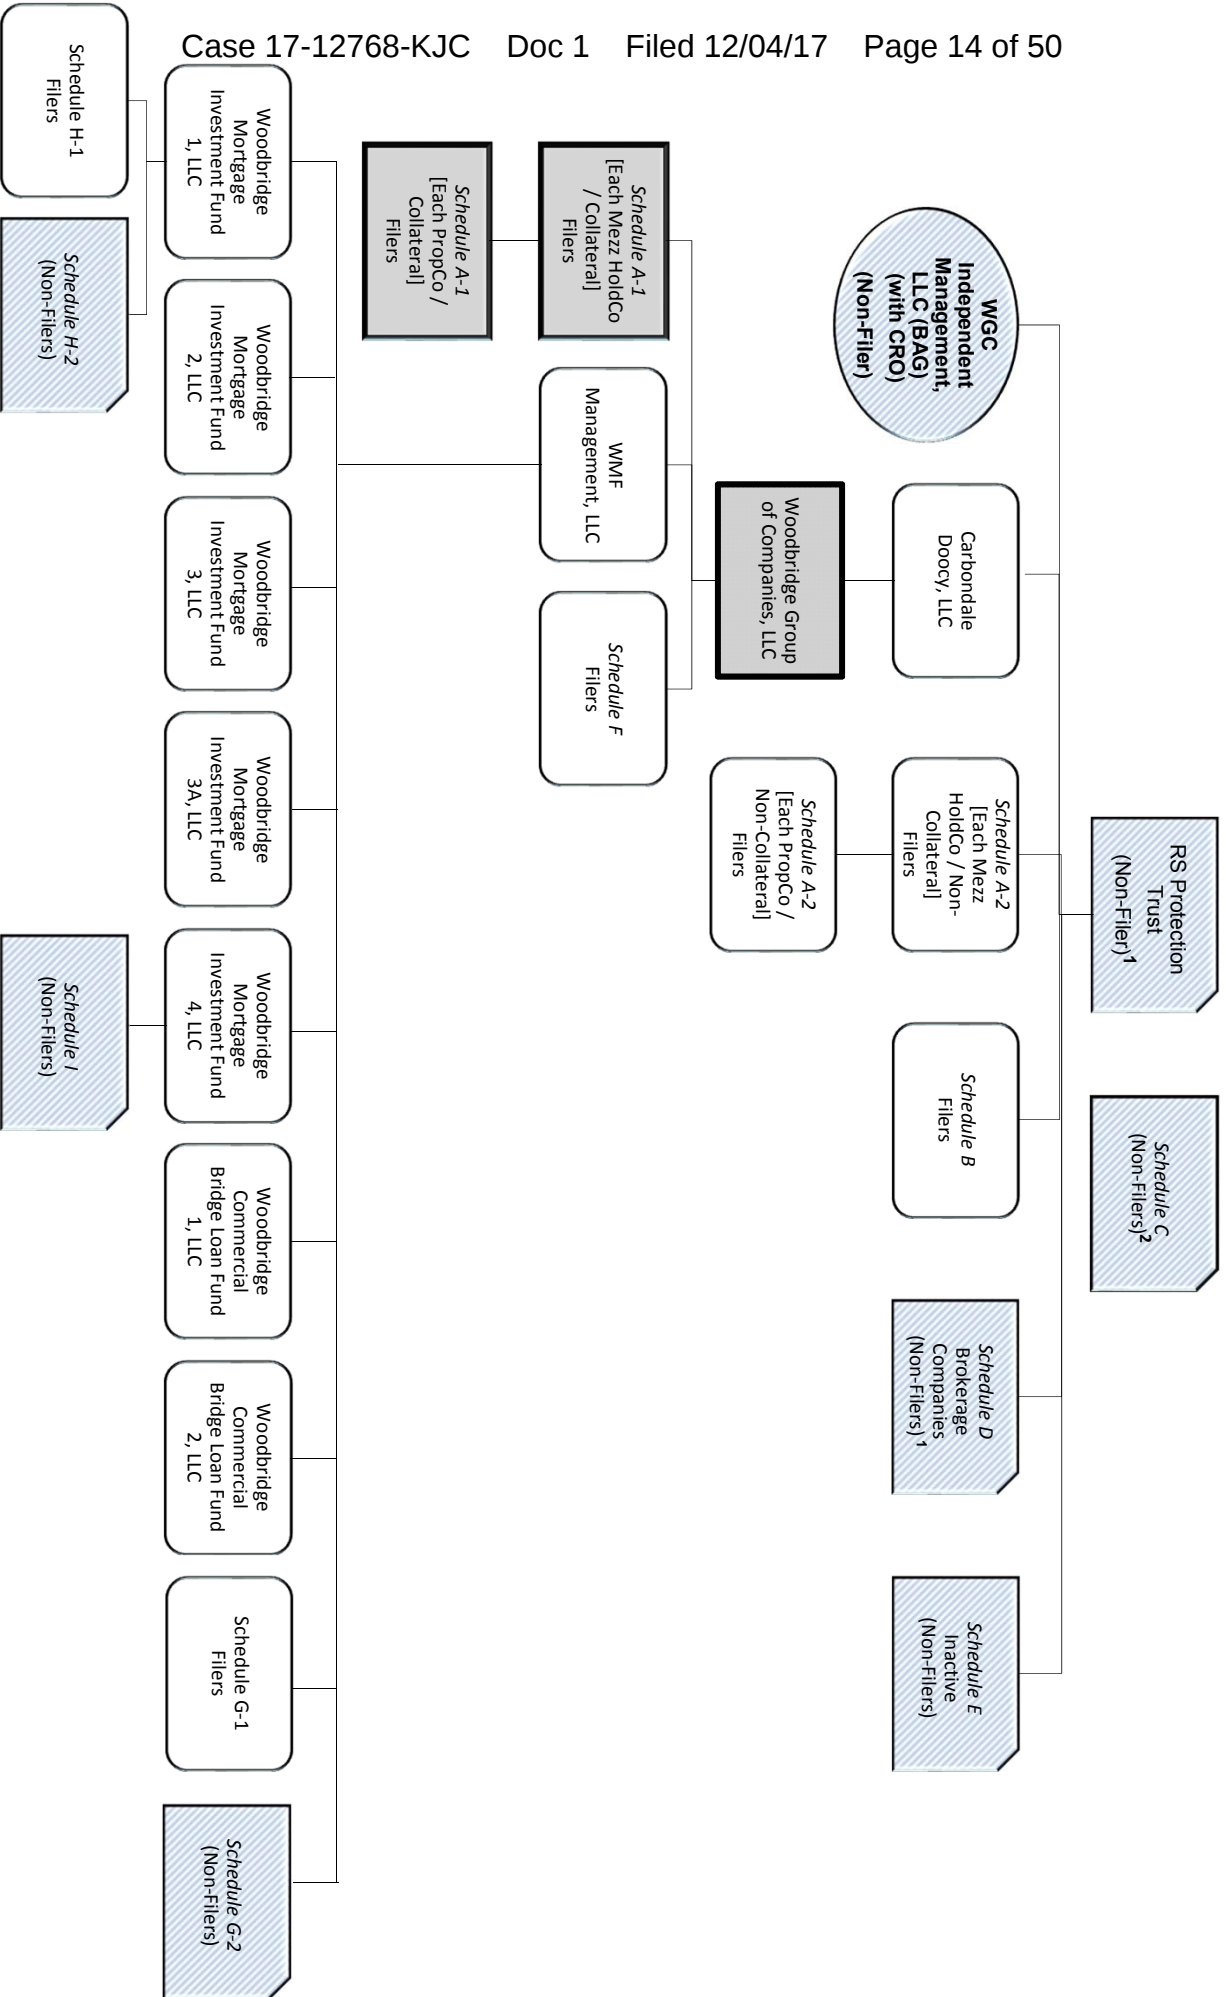 Case 17-12768-KJC Doc 1 Filed 12/04/17 Page 14 of 50
RS Protection
Trust
(Non-Filer)1
Schedule C
(Non-Filers)2
WGC
Independent
Management,
LLC (BAG)
(with CRO)
(Non-Filer)
Carbondale
Doocy, LLC
Schedule A-2
[Each Mezz
HoldCo / Non-
Collateral]
Filers
Schedule B
Filers
Schedule D
Brokerage
Companies
(Non-Filers) 1
Schedule E
Inactive
(Non-Filers)
Woodbridge Group
of Companies, LLC
Schedule A-2
[Each PropCo /
Non-Collateral]
Filers
Schedule A-1
[Each Mezz HoldCo
/ Collateral]
Filers
WMF
Management, LLC
Schedule F
Filers
Schedule A-1
[Each PropCo /
Collateral]
Filers
Woodbridge
Mortgage
Investment Fund
1, LLC
Woodbridge
Mortgage
Investment Fund
2, LLC
Woodbridge
Mortgage
Investment Fund
3, LLC
Woodbridge
Mortgage
Investment Fund
3A, LLC
Woodbridge
Mortgage
Investment Fund
4, LLC
Woodbridge
Commercial
Bridge Loan Fund
1, LLC
Woodbridge
Commercial
Bridge Loan Fund
2, LLC
Schedule G-1
Filers
Schedule G-2
(Non-Filers)
Schedule H-1
Filers
Schedule H-2
(Non-Filers)
Schedule I
(Non-Filers)